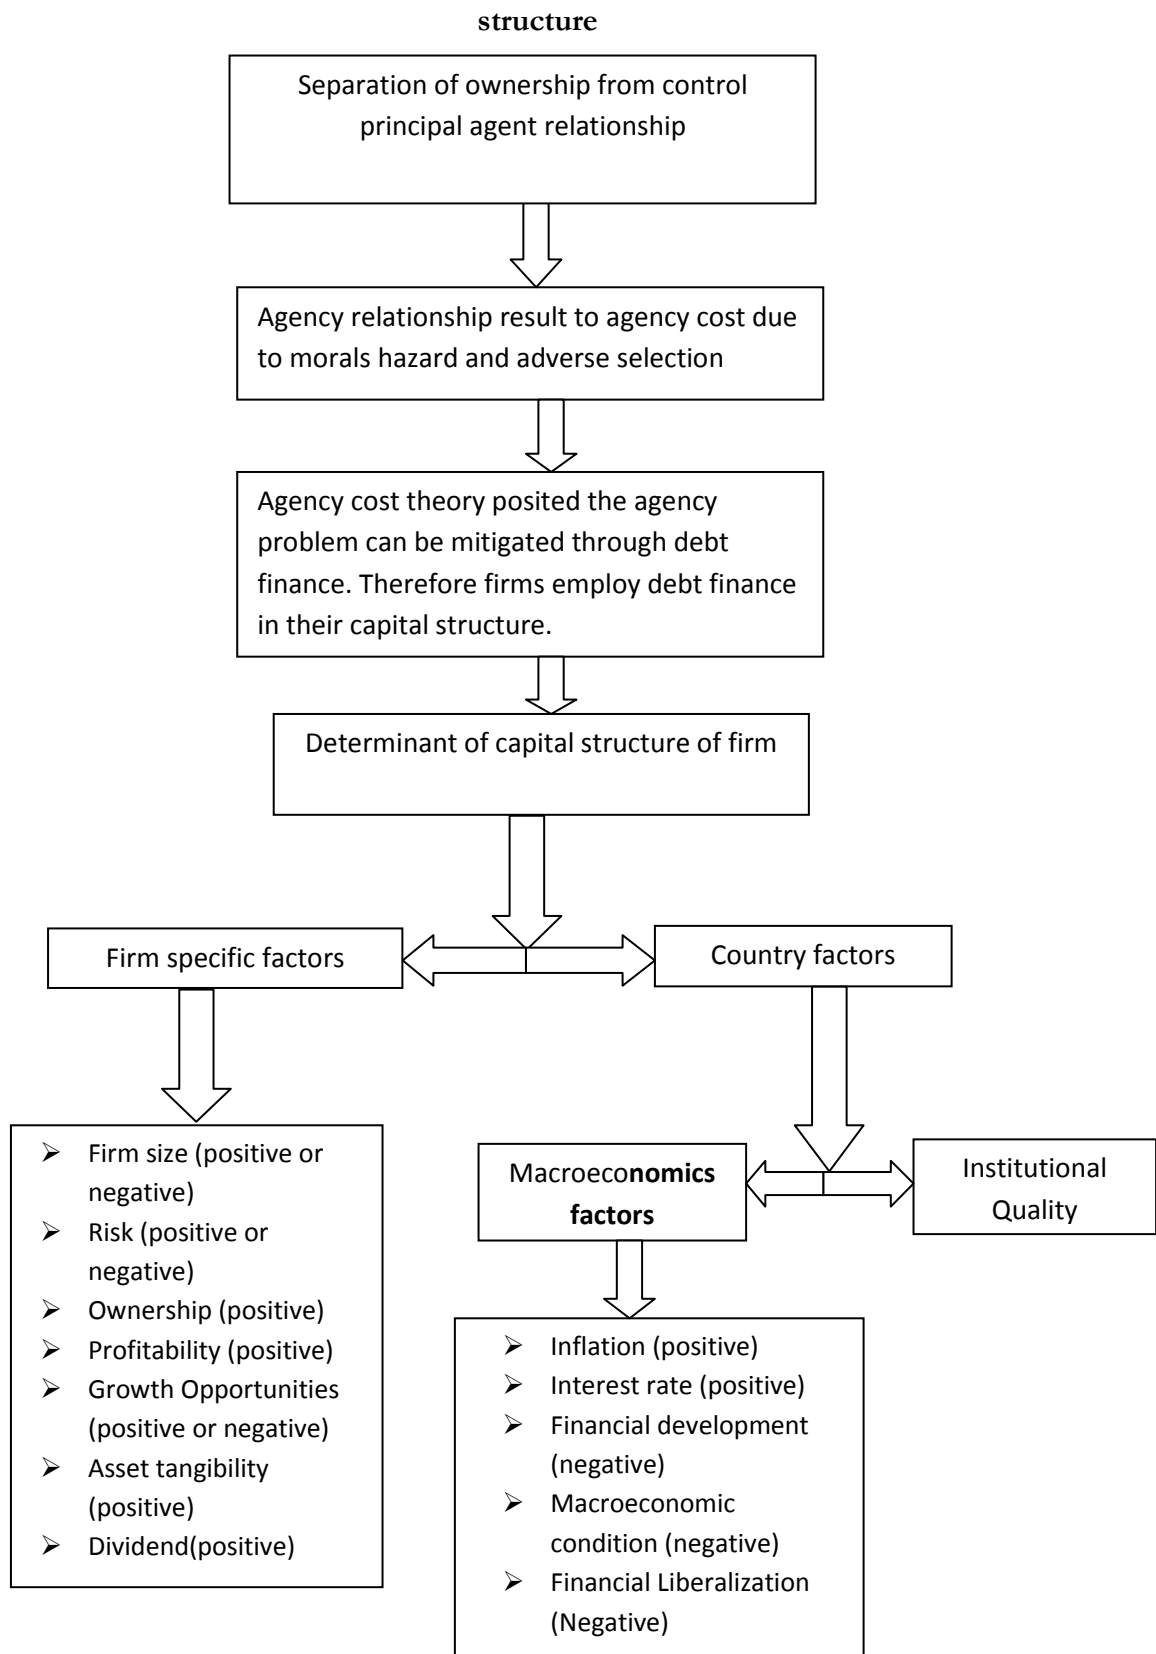 structure
Separation of ownership from control
principal agent relationship
Agency relationship result to agency cost due
to morals hazard and adverse selection
Agency cost theory posited the agency
problem can be mitigated through debt
finance. Therefore firms employ debt finance
in their capital structure.
Determinant of capital structure of firm
Firm specific factors
Country factors
➢ Firm size (positive or
negative)
➢ Risk (positive or
negative)
➢ Ownership (positive)
➢ Profitability (positive)
➢ Growth Opportunities
(positive or negative)
➢ Asset tangibility
(positive)
➢ Dividend(positive)
Macroeconomics
factors
Institutional
Quality
➢ Inflation (positive)
➢ Interest rate (positive)
➢ Financial development
(negative)
➢ Macroeconomic
condition (negative)
➢ Financial Liberalization
(Negative)